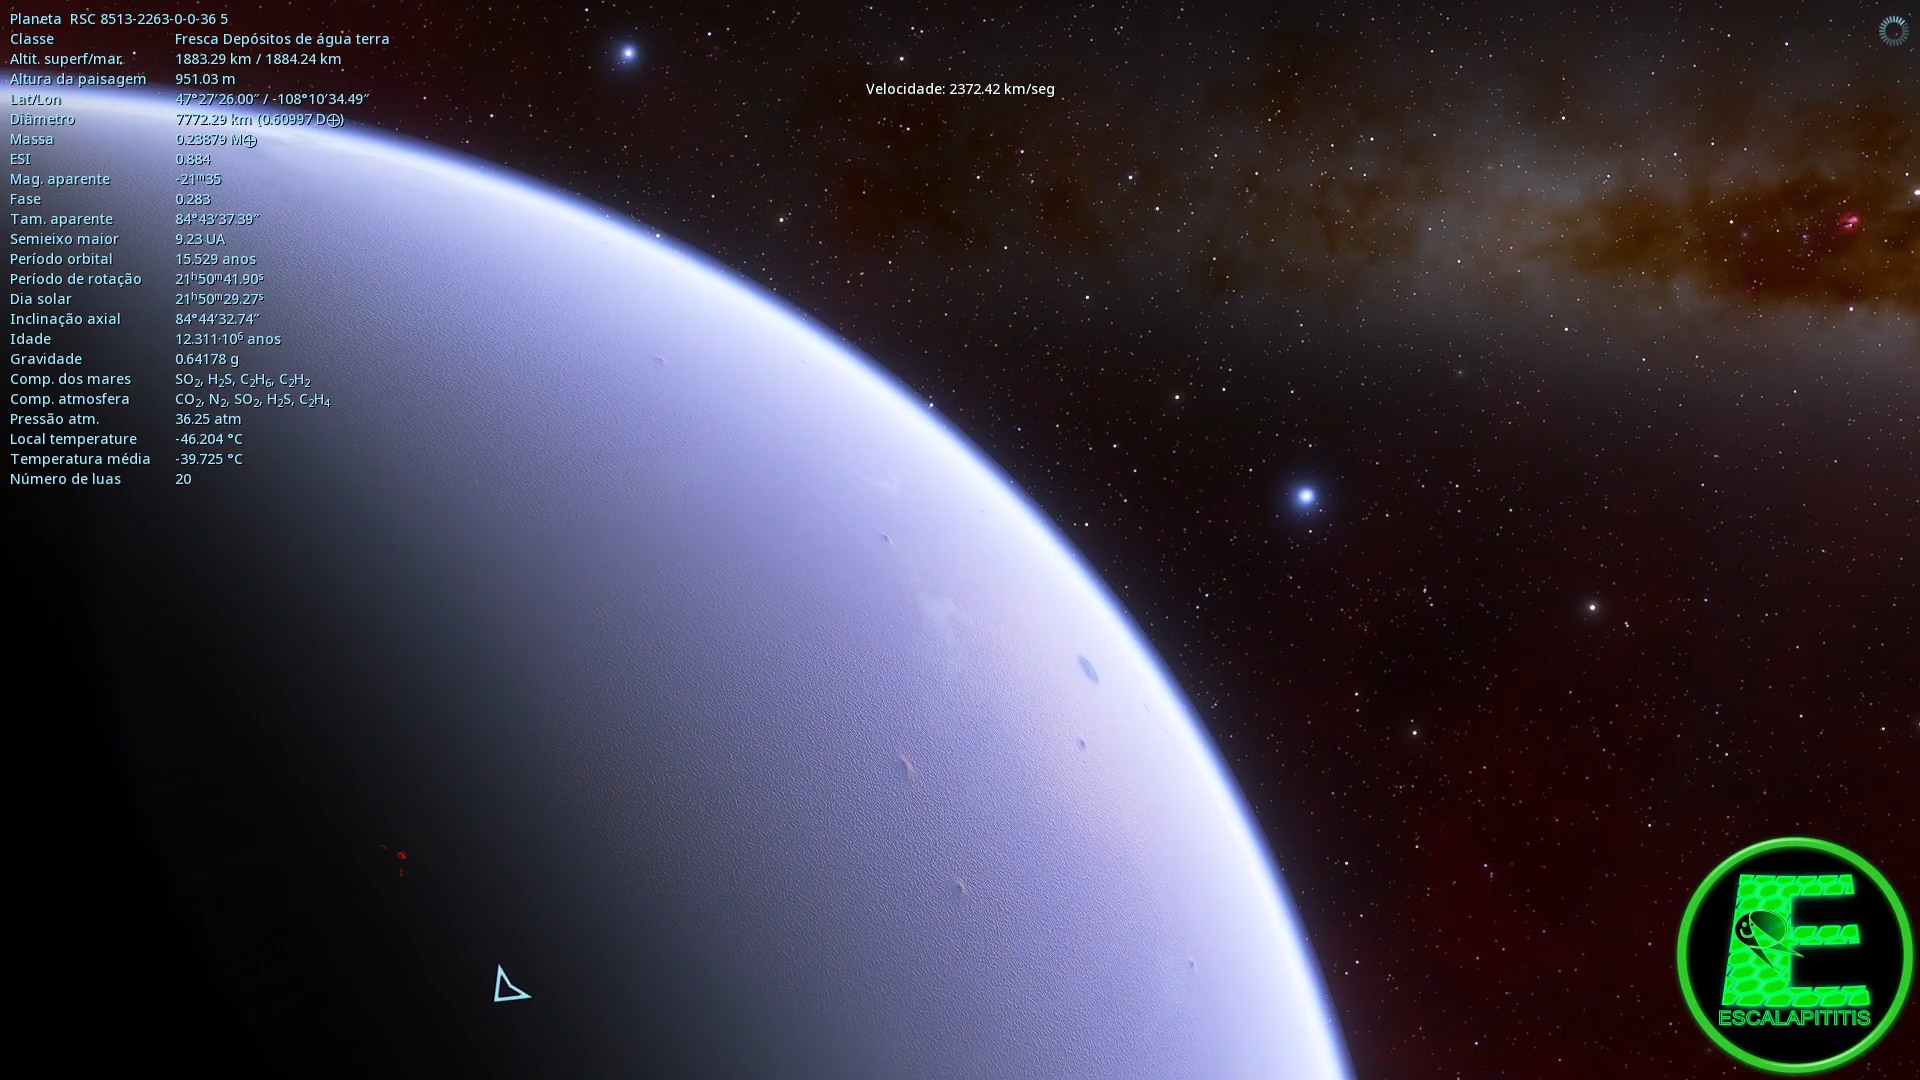 Planeta RSC 8513-2263-0-0-36 5
Classe Fresca Depósitos de água terra
Altit. superf/mar. 1883.29 km / 1884.24 km
Altura da paisagem 951.03 m
Lat/Lon 47°27′26.00″ / -108°10′34.49″
Diâmetro 7772.29 km (0.60997 D⊕)
Massa 0.23879 M⊕
ESI 0.884
Mag. aparente -21ᵐ35
Fase 0.283
Tam. aparente 84°43′37.39″
Semieixo maior 9.23 UA
Período orbital 15.529 anos
Período de rotação 21ʰ50ᵐ41.90ˢ
Dia solar 21ʰ50ᵐ29.27ˢ
Inclinação axial 84°44′32.74″
Idade 12.311·10⁶ anos
Gravidade 0.64178 g
Comp. dos mares SO₂, H₂S, C₂H₆, C₂H₂
Comp. atmosfera CO₂, N₂, SO₂, H₂S, C₂H₄
Pressão atm. 36.25 atm
Local temperature -46.204 °C
Temperatura média -39.725 °C
Número de luas 20
Velocidade: 2372.42 km/seg
E
ESCALAPITITIS